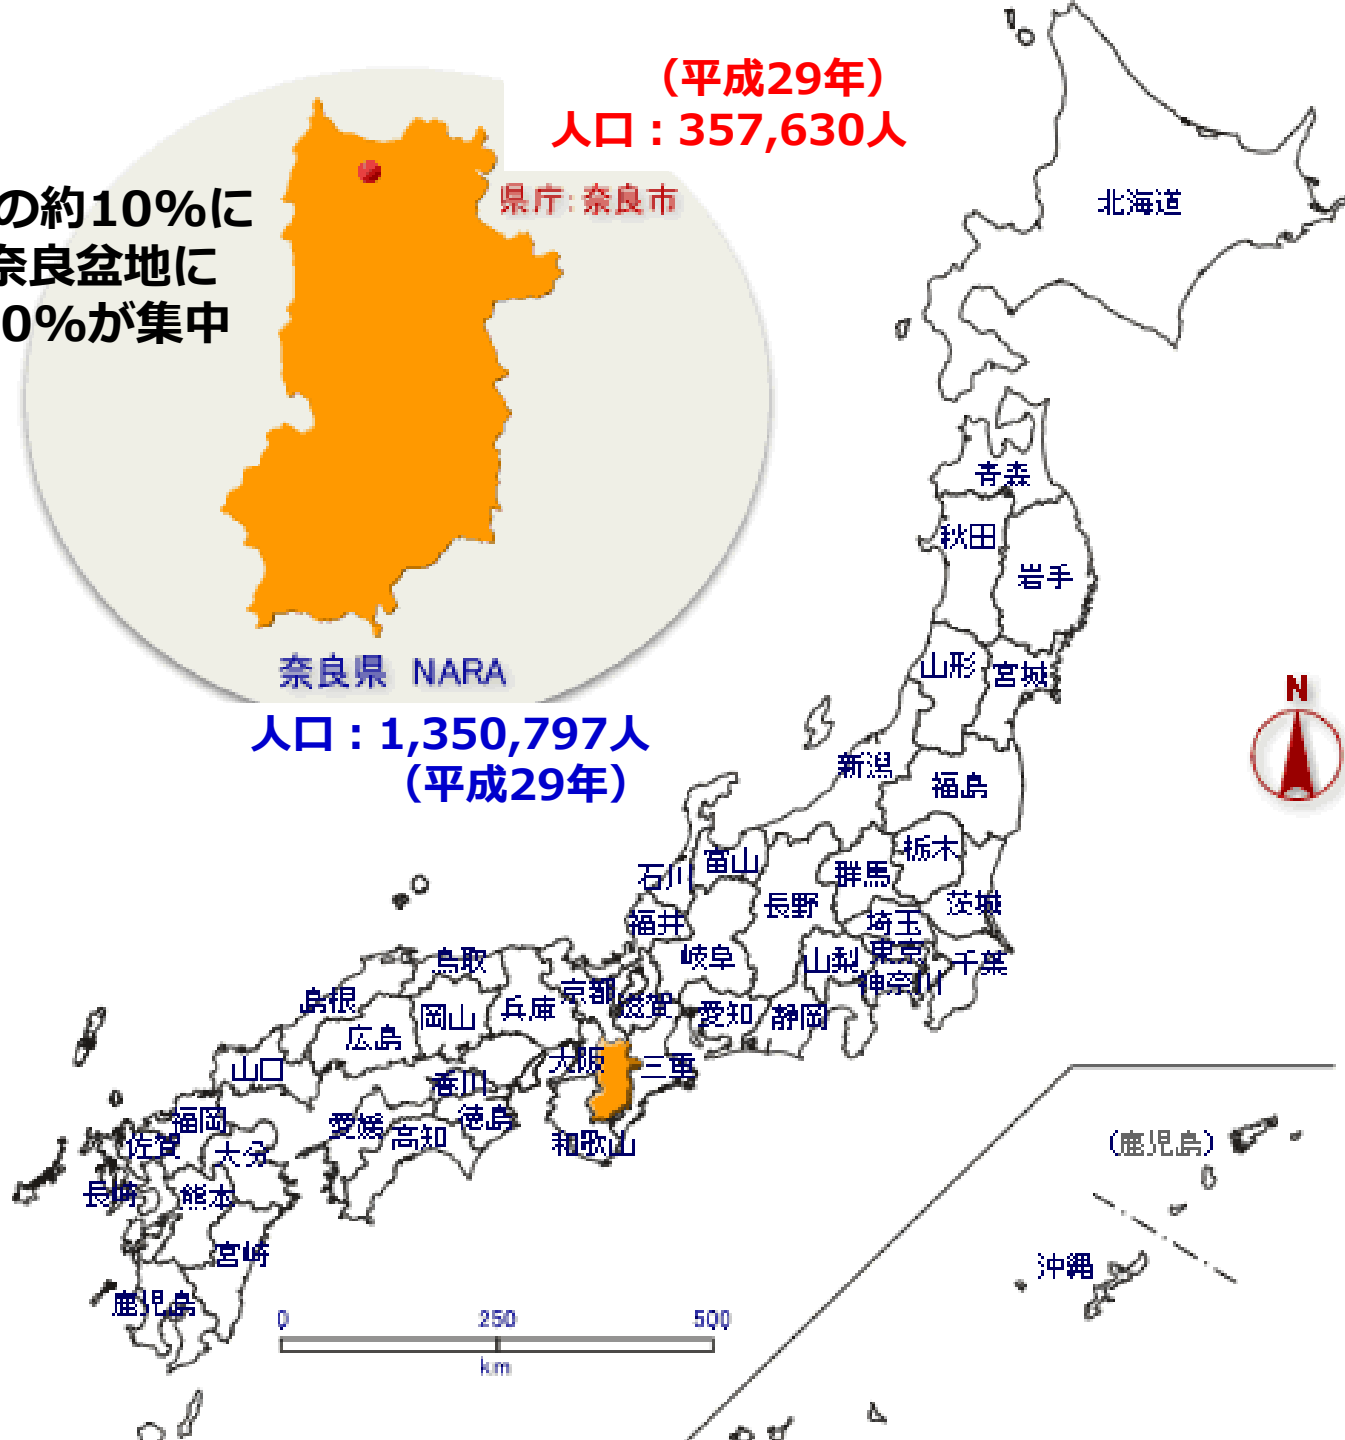 （平成29年）
人口：357,630人
県庁:奈良市
の約10%に
奈良盆地に
0%が集中
奈良県 NARA
人口：1,350,797人
（平成29年）
北海道
青森
秋田
岩手
山形
宮城
N
新潟
福島
栃木
富山
群馬
石川
長野
茨城
福井
埼玉
東京
岐阜
山梨
千葉
神奈川
鳥取
京都
滋賀
島根
兵庫
岡山
愛知
静岡
広島
大阪
三重
山口
香川
福岡
愛媛
徳島
高知
佐賀
大分
和歌山
(鹿児島)
長崎
熊本
宮崎
沖縄
鹿児島
0 250 500
km